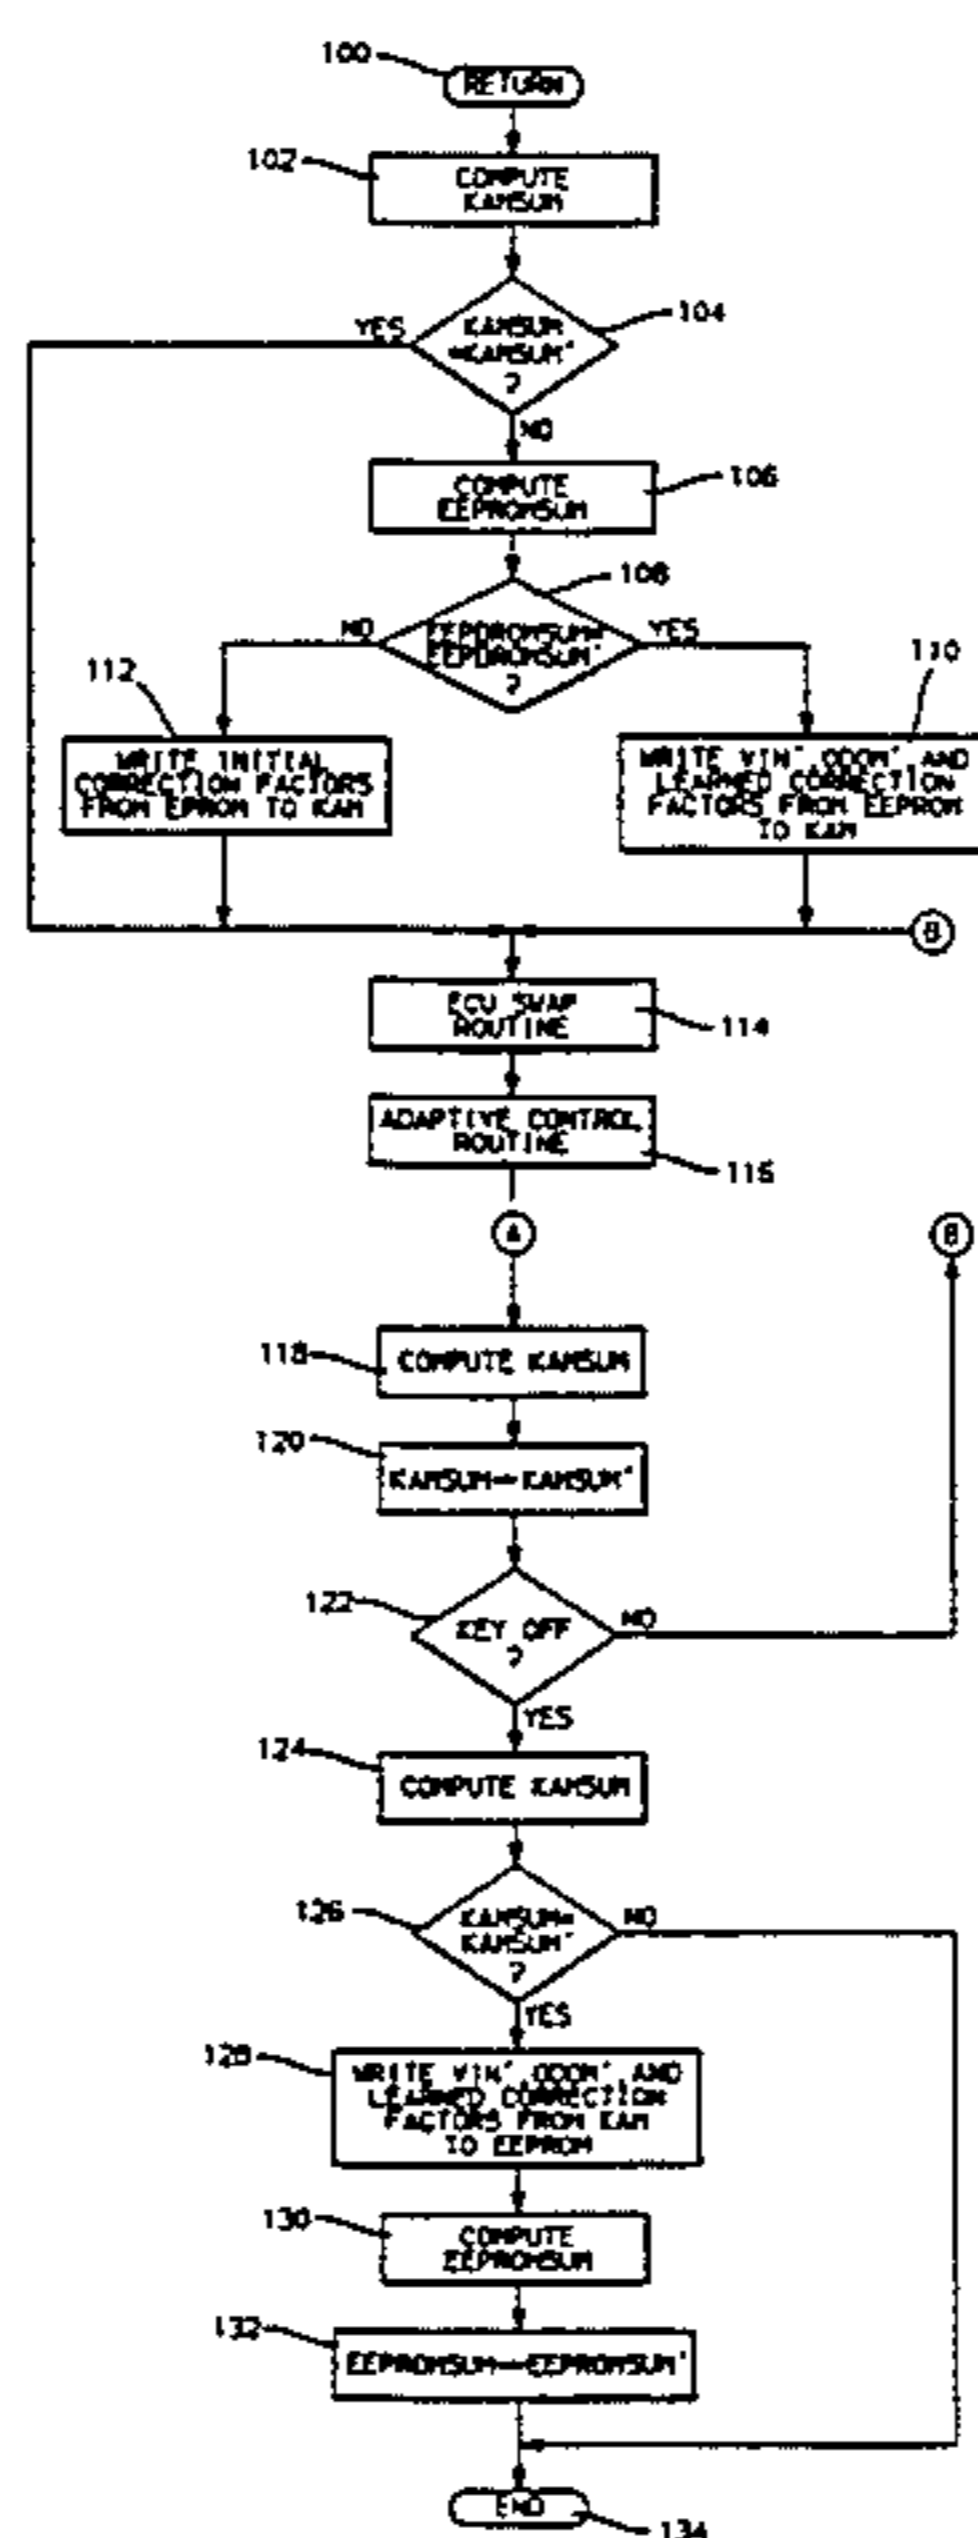 100
RETURN
102
COMPUTE
KAMSUM
104
YES
KAMSUM
=KAMSUM'
?
NO
106
COMPUTE
EEPROMSUM
108
NO
YES
EEPDROMSUM=
EEPDROMSUM'
?
110
112
WRITE INITIAL
CORRECTION FACTORS
FROM EPROM TO KAM
WRITE VIN', ODOM', AND
LEARNED CORRECTION
FACTORS FROM EEPROM
TO KAM
B
ECU SWAP
ROUTINE
114
ADAPTIVE CONTROL
ROUTINE
116
A
B
118
COMPUTE KAMSUM
120
KAMSUM→KAMSUM'
122
KEY OFF
?
NO
YES
124
COMPUTE KAMSUM
126
KAMSUM=
KAMSUM'
?
NO
YES
128
WRITE VIN', ODOM', AND
LEARNED CORRECTION
FACTORS FROM KAM
TO EEPROM
130
COMPUTE
EEPROMSUM
132
EEPROMSUM→EEPROMSUM'
END
134